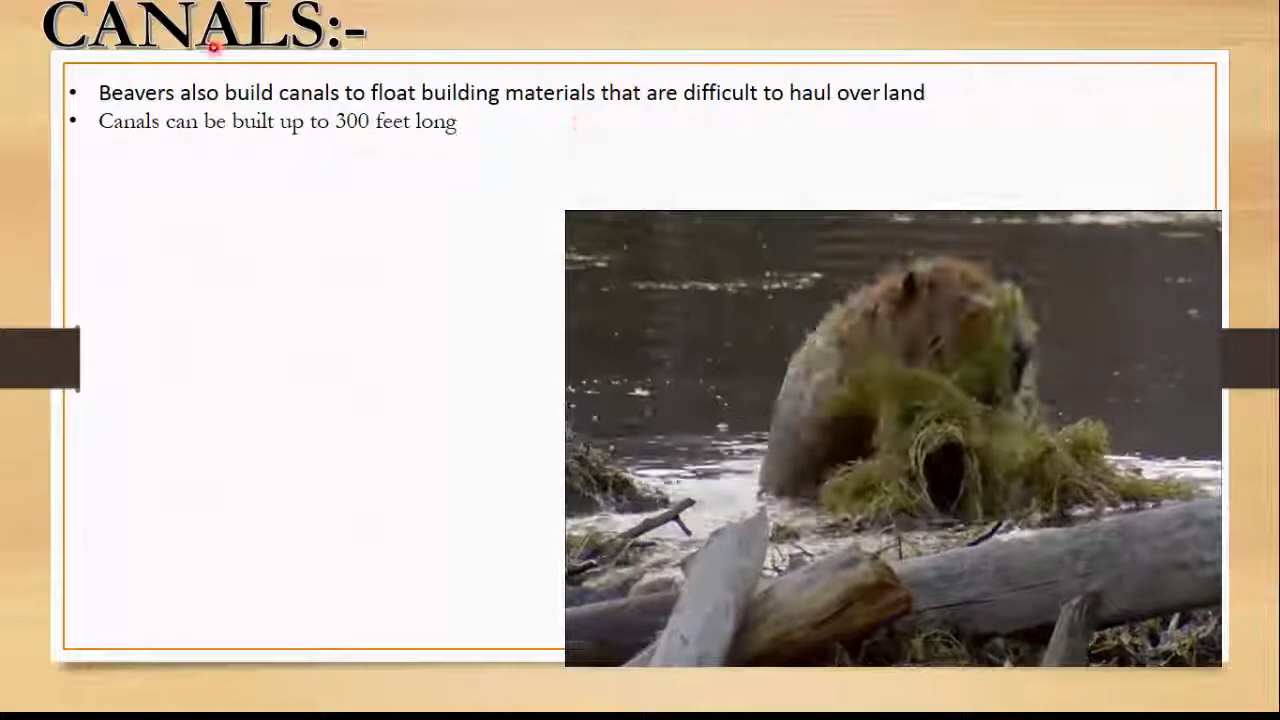 CANALS:-
• Beavers also build canals to float building materials that are difficult to haul over land
• Canals can be built up to 300 feet long